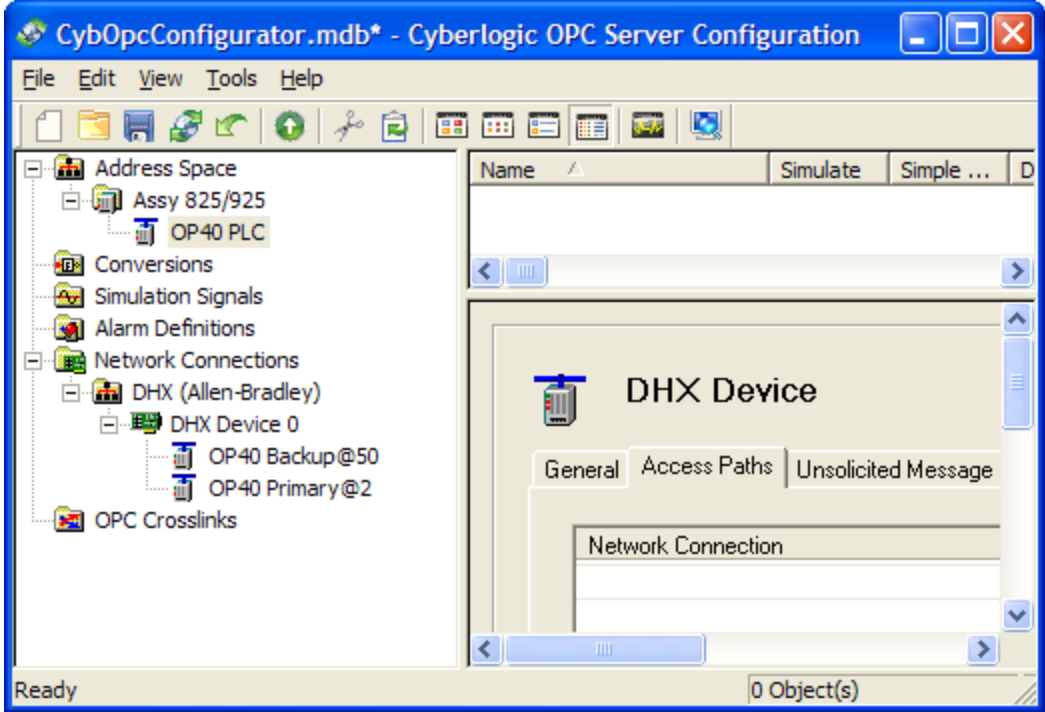 CybOpcConfigurator.mdb* - Cyberlogic OPC Server Configuration
File Edit View Tools Help
Address Space
Assy 825/925
OP40 PLC
Conversions
Simulation Signals
Alarm Definitions
Network Connections
DHX (Allen-Bradley)
DHX Device 0
OP40 Backup@50
OP40 Primary@2
OPC Crosslinks
Name Simulate Simple ... D
DHX Device
General Access Paths Unsolicited Message
Network Connection
Ready 0 Object(s)